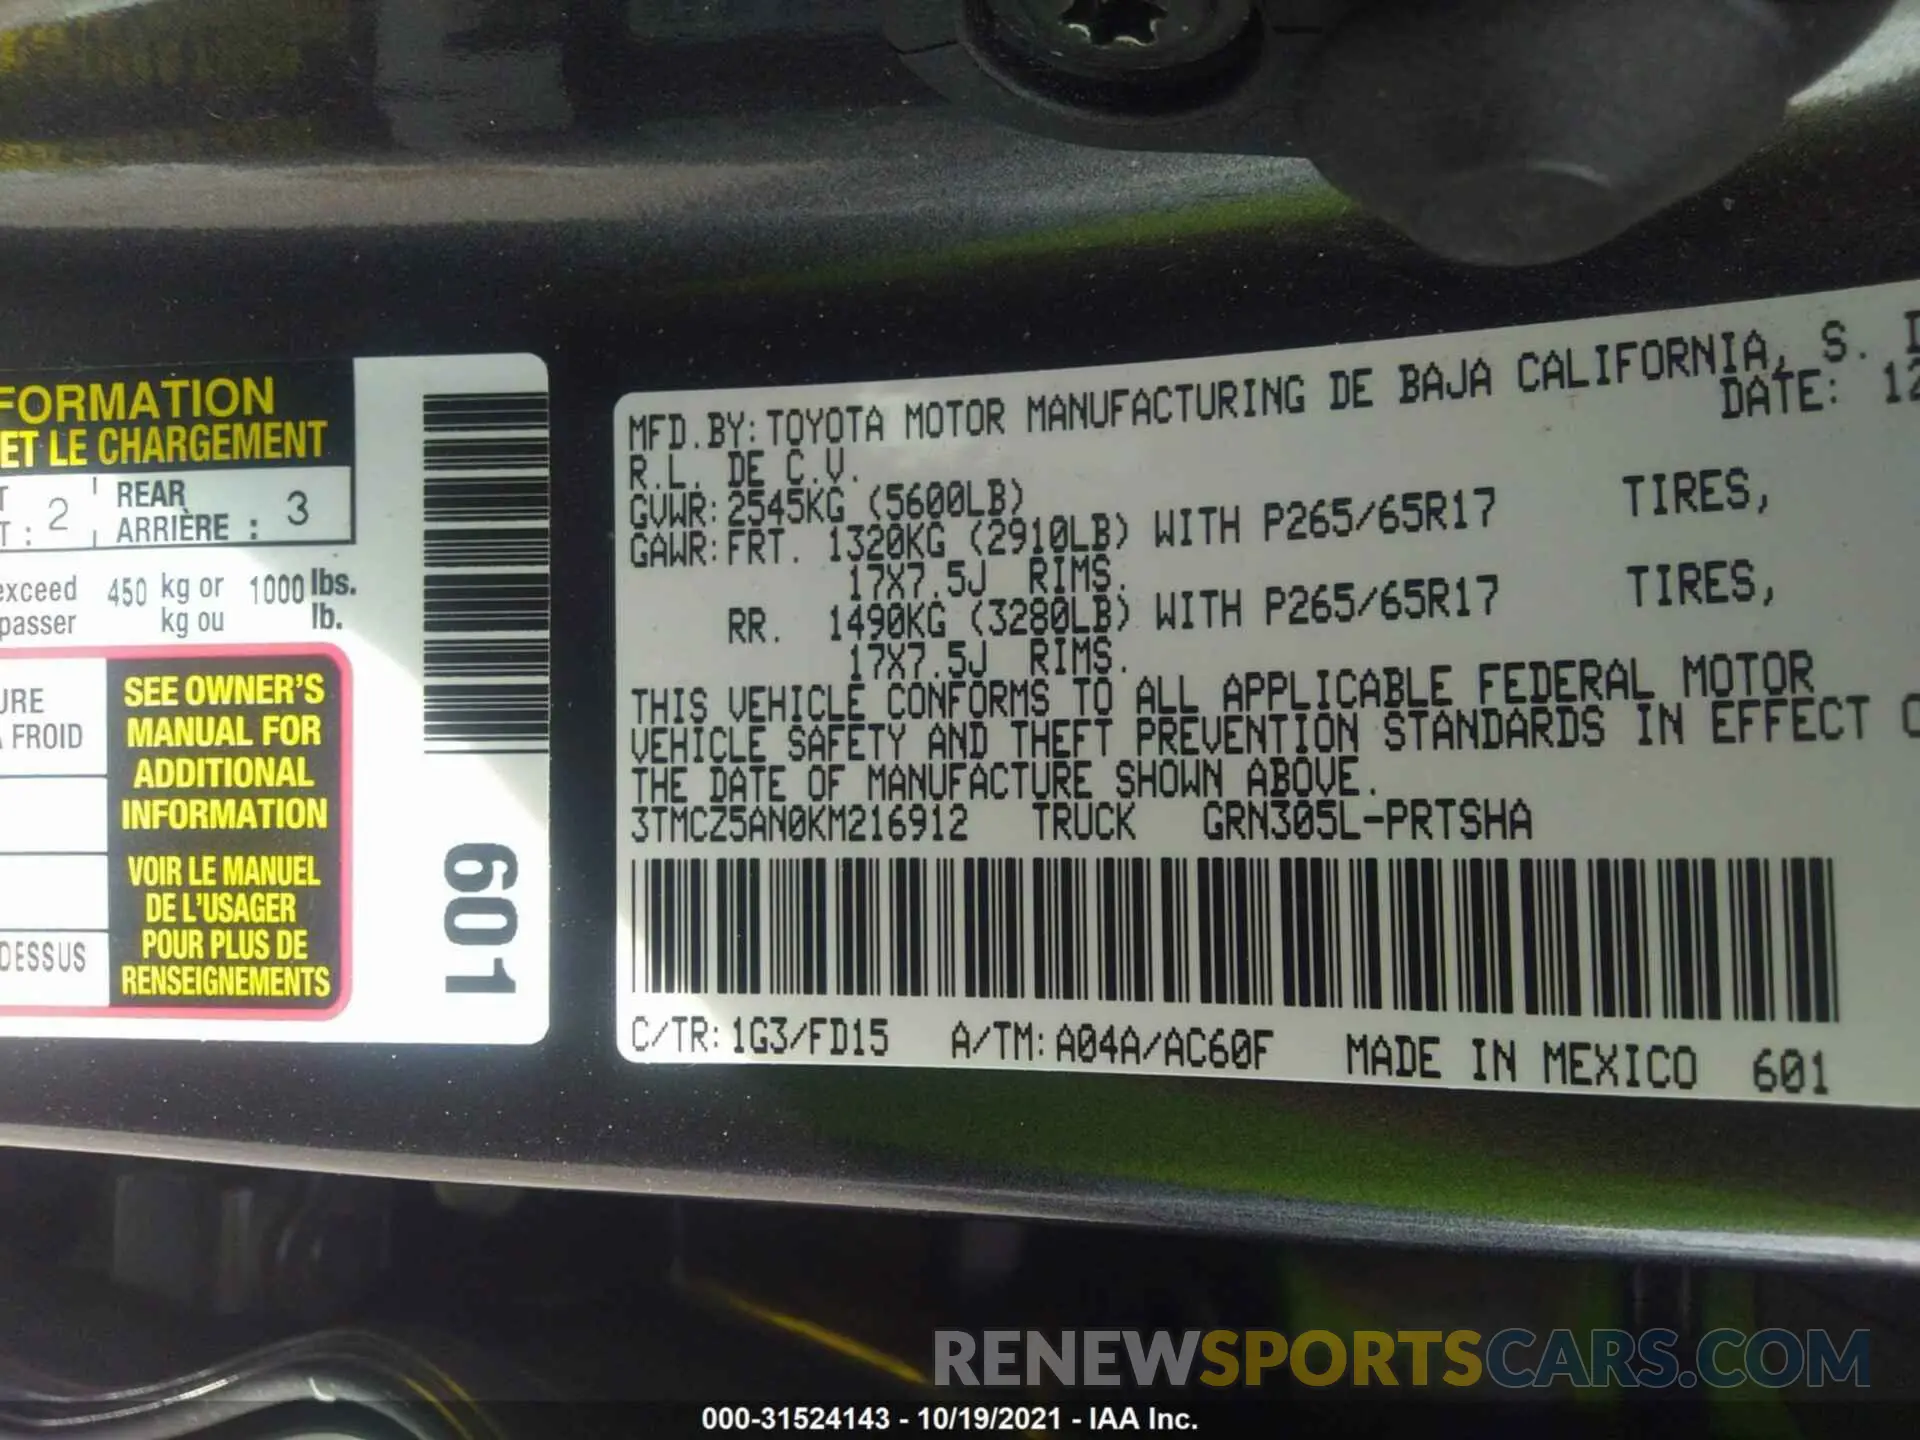 FORMATION
ET LE CHARGEMENT
T : 2
REAR
ARRIÈRE : 3
exceed 450 kg or 1000 lbs.
passer kg ou lb.
URE
A FROID
DESSUS
SEE OWNER'S
MANUAL FOR
ADDITIONAL
INFORMATION
VOIR LE MANUEL
DE L'USAGER
POUR PLUS DE
RENSEIGNEMENTS
601
MFD.BY:TOYOTA MOTOR MANUFACTURING DE BAJA CALIFORNIA, S. D
R.L. DE C.V. DATE: 12
GVWR:2545KG (5600LB)
GAWR:FRT. 1320KG (2910LB) WITH P265/65R17 TIRES,
17X7.5J RIMS.
RR. 1490KG (3280LB) WITH P265/65R17 TIRES,
17X7.5J RIMS.
THIS VEHICLE CONFORMS TO ALL APPLICABLE FEDERAL MOTOR
VEHICLE SAFETY AND THEFT PREVENTION STANDARDS IN EFFECT O
THE DATE OF MANUFACTURE SHOWN ABOVE.
3TMCZ5AN0KM216912 TRUCK GRN305L-PRTSHA
C/TR:1G3/FD15 A/TM:A04A/AC60F MADE IN MEXICO 601
RENEWSPORTSCARS.COM
000-31524143 - 10/19/2021 - IAA Inc.